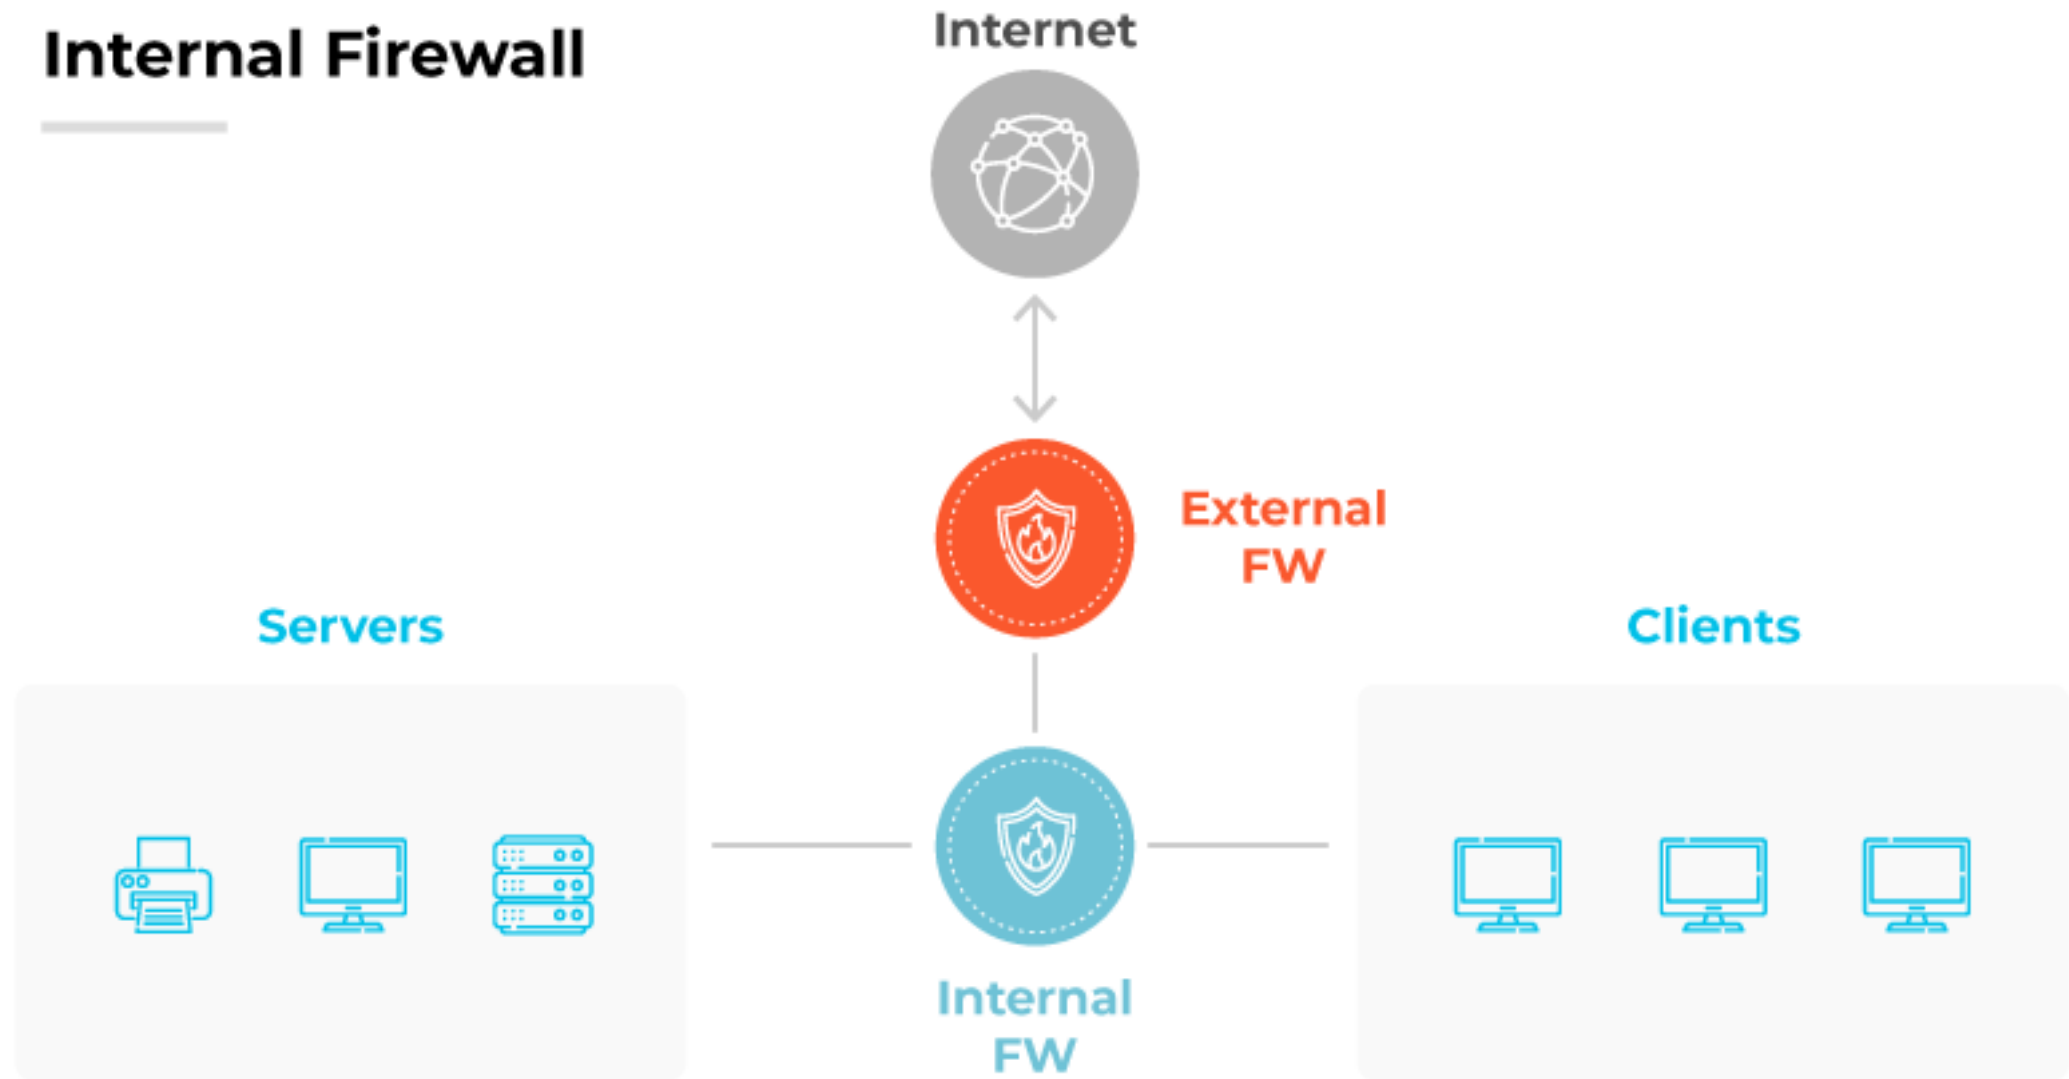 Internal Firewall
Internet
External
FW
Servers
Clients
Internal
FW